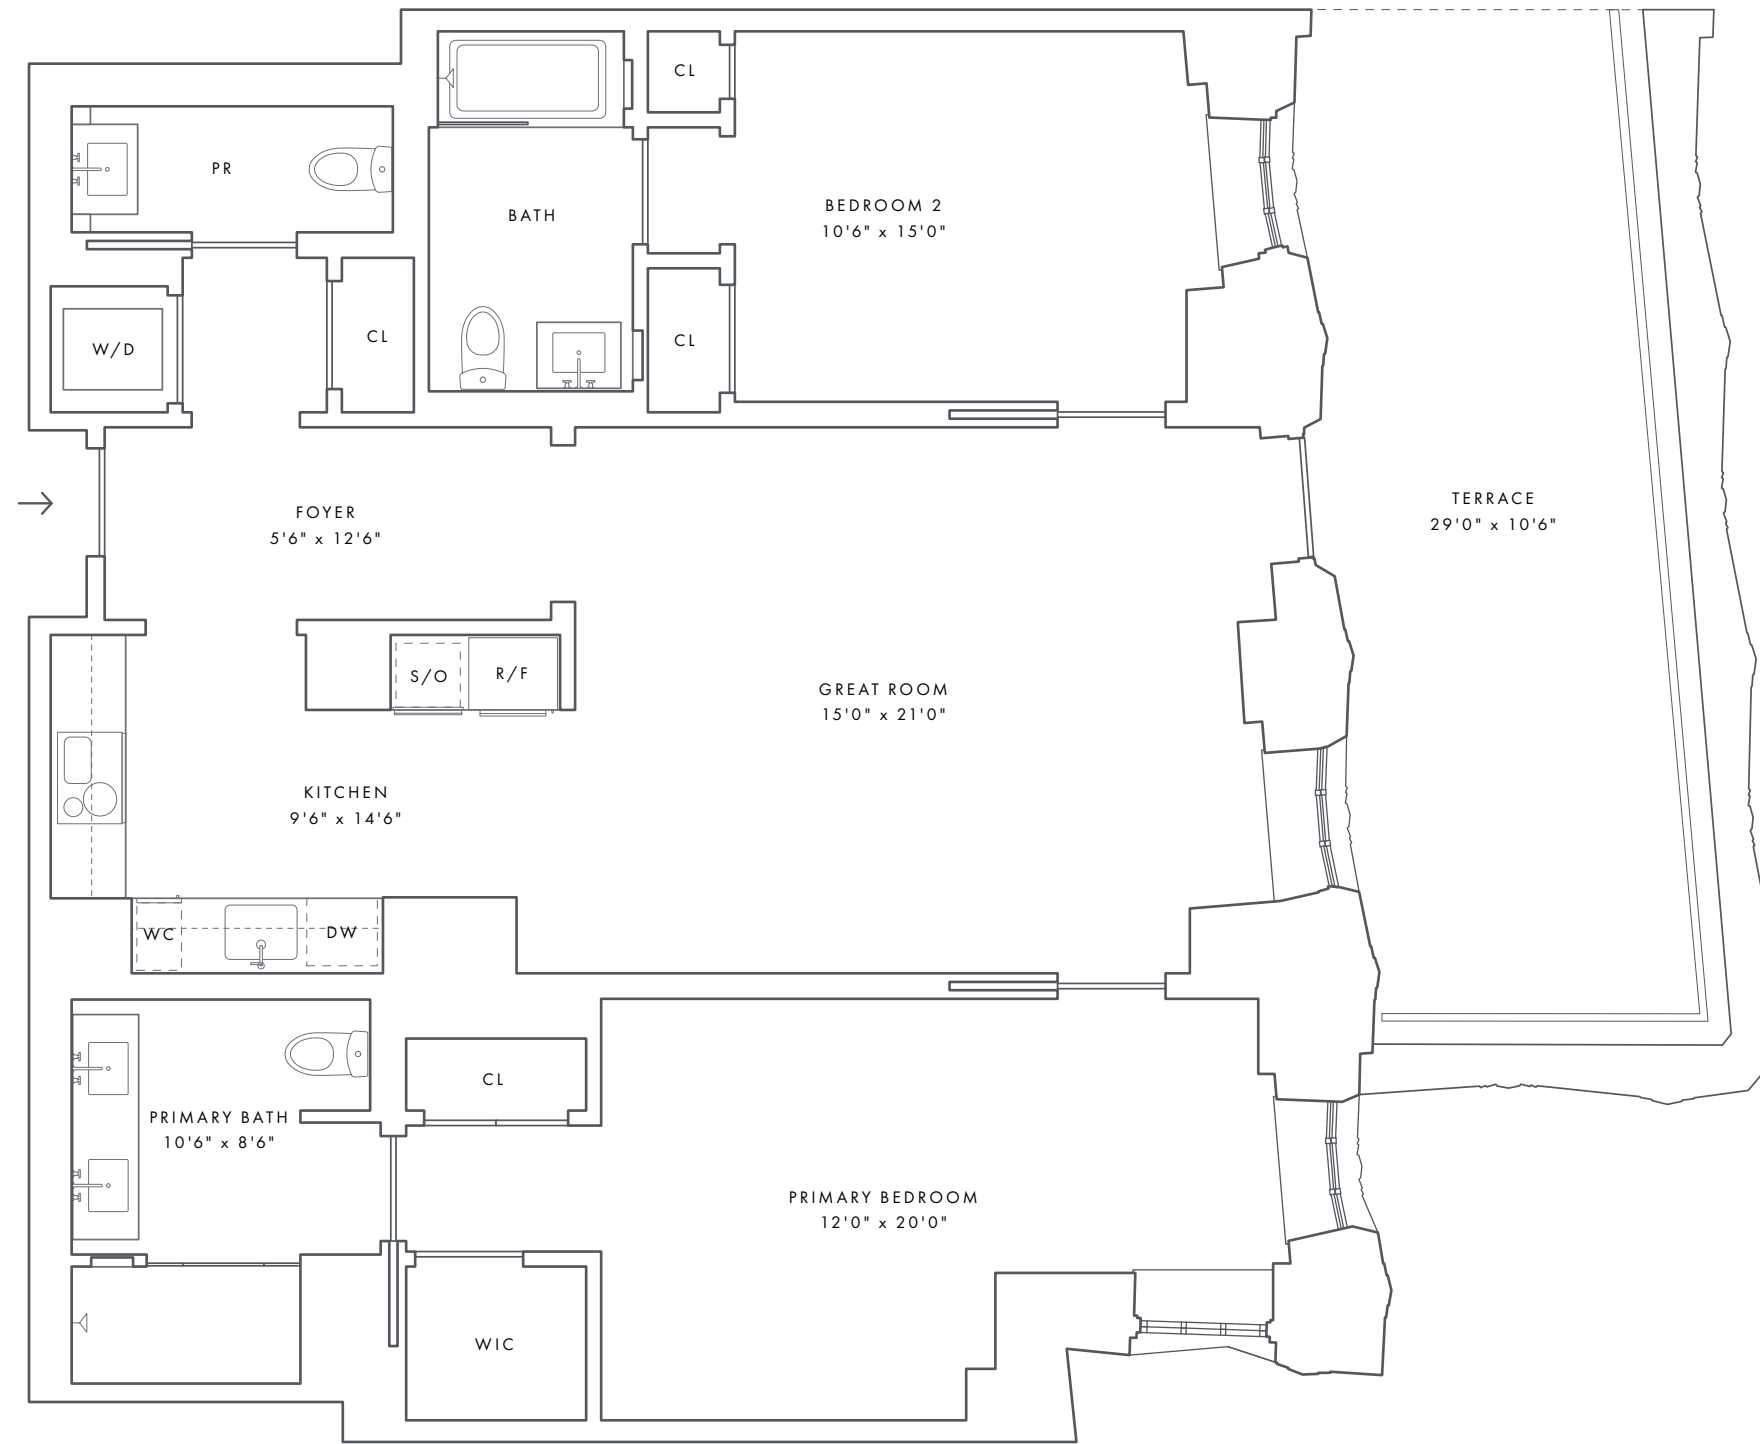 CL
PR
BEDROOM 2
10'6" x 15'0"
BATH
W/D
CL
CL
TERRACE
29'0" x 10'6"
FOYER
5'6" x 12'6"
S/O
R/F
GREAT ROOM
15'0" x 21'0"
KITCHEN
9'6" x 14'6"
WC
DW
CL
PRIMARY BATH
10'6" x 8'6"
PRIMARY BEDROOM
12'0" x 20'0"
WIC